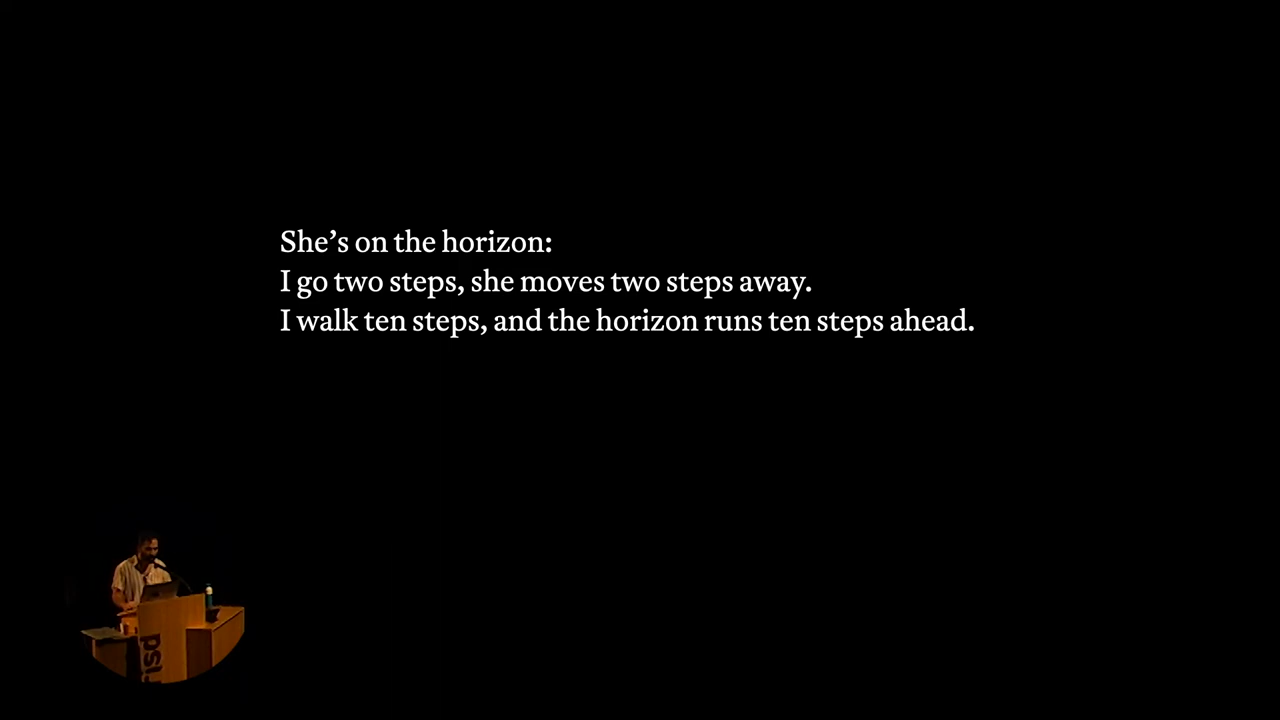 She’s on the horizon:
I go two steps, she moves two steps away.
I walk ten steps, and the horizon runs ten steps ahead.
risd